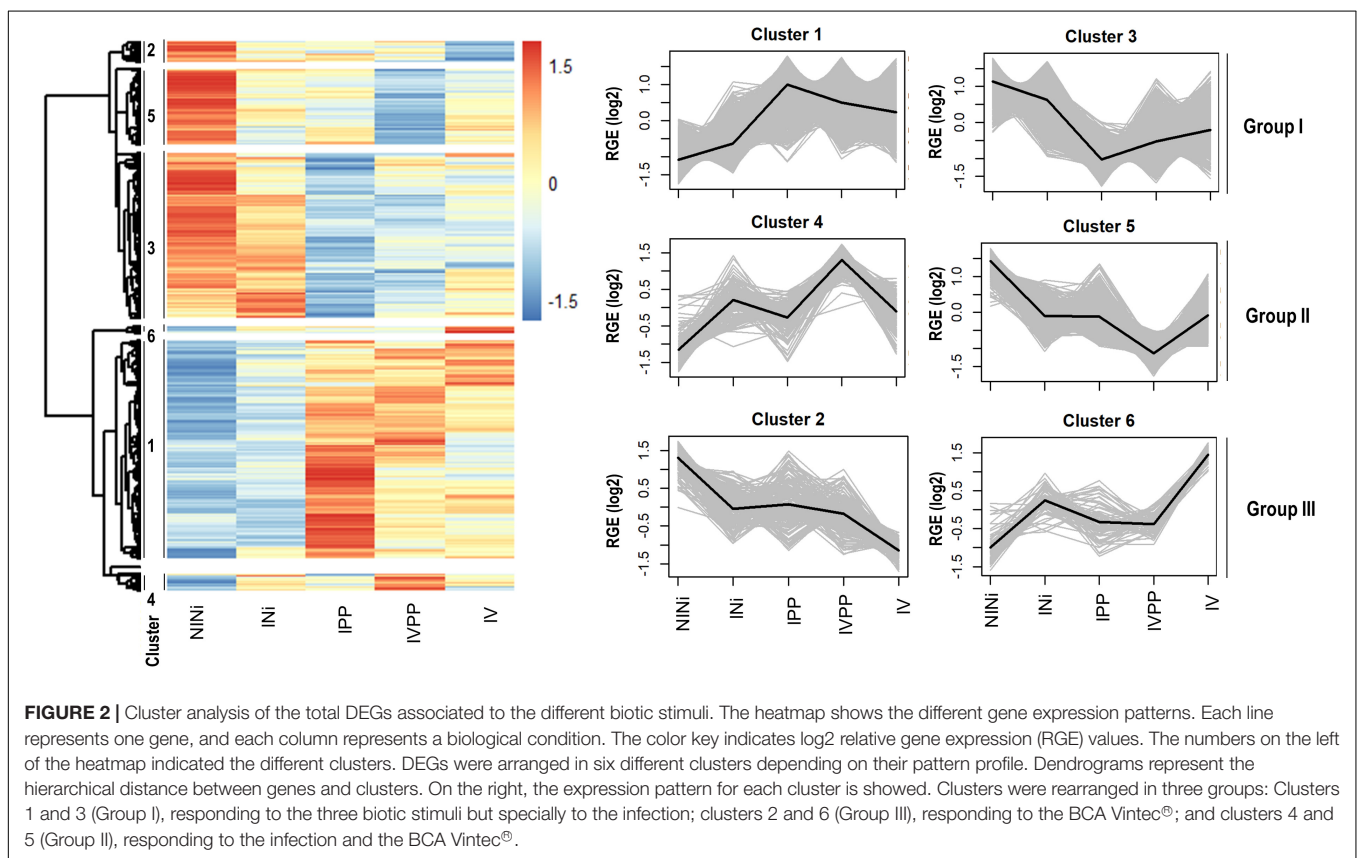 2
5
3
6
1
4
Cluster
NINi
INi
IPP
IVPP
IV
1.5
0
-1.5
Cluster 1
RGE (log2)
1.0
0.0
-1.5
Cluster 3
RGE (log2)
1.0
0.0
-1.5
Group I
Cluster 4
RGE (log2)
1.5
0.5
-0.5
-1.5
Cluster 5
RGE (log2)
1.0
0.0
-1.5
Group II
Cluster 2
RGE (log2)
1.5
0.5
-0.5
-1.5
NINi
INi
IPP
IVPP
IV
Cluster 6
RGE (log2)
1.5
0.5
-0.5
-1.5
NINi
INi
IPP
IVPP
IV
Group III
FIGURE 2 | Cluster analysis of the total DEGs associated to the different biotic stimuli. The heatmap shows the different gene expression patterns. Each line
represents one gene, and each column represents a biological condition. The color key indicates log2 relative gene expression (RGE) values. The numbers on the left
of the heatmap indicated the different clusters. DEGs were arranged in six different clusters depending on their pattern profile. Dendrograms represent the
hierarchical distance between genes and clusters. On the right, the expression pattern for each cluster is showed. Clusters were rearranged in three groups: Clusters
1 and 3 (Group I), responding to the three biotic stimuli but specially to the infection; clusters 2 and 6 (Group III), responding to the BCA Vintec®; and clusters 4 and
5 (Group II), responding to the infection and the BCA Vintec®.